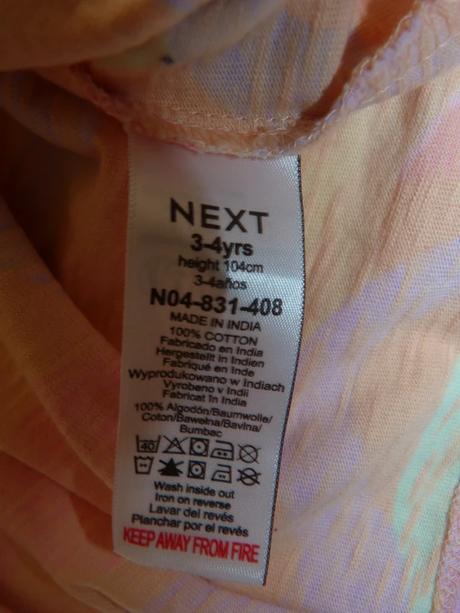 NEXT
3-4yrs
height 104cm
3-4años
N04-831-408
MADE IN INDIA
100% COTTON
Fabricado en India
Hergestellt in Indien
Fabriqué en Inde
Wyprodukowano w Indiach
Vyrobeno v Indii
Fabricat în India
100% Algodón/Baumwolle/
Coton/Bawełna/Bavlna/
Bumbac
40
Wash inside out
Iron on reverse
Lavar del revés
Planchar por el revés
KEEP AWAY FROM FIRE